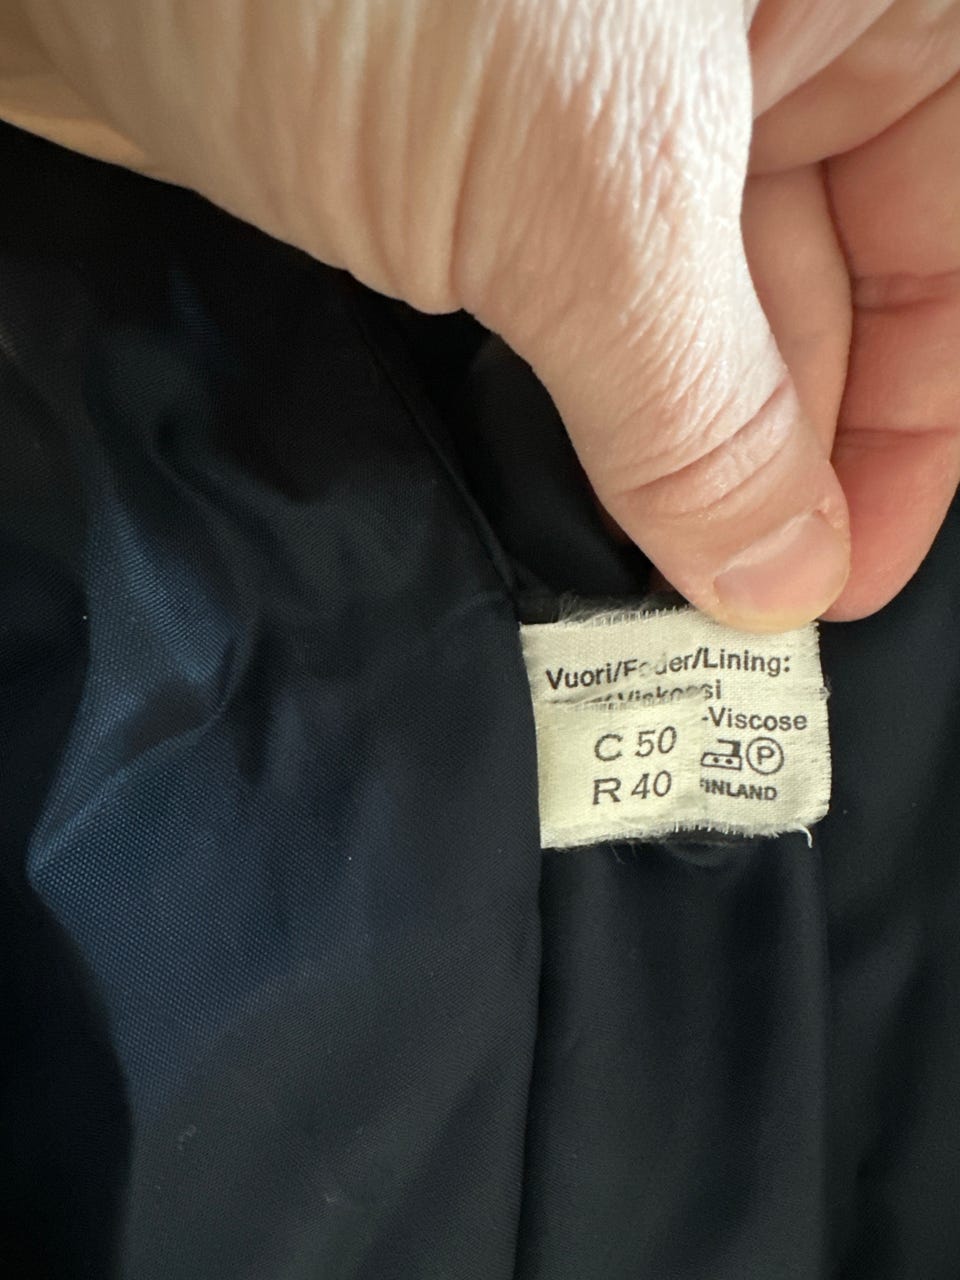 Vuori/Foder/Lining:
Viskoosi
-Viscose
C 50
R 40
P
FINLAND